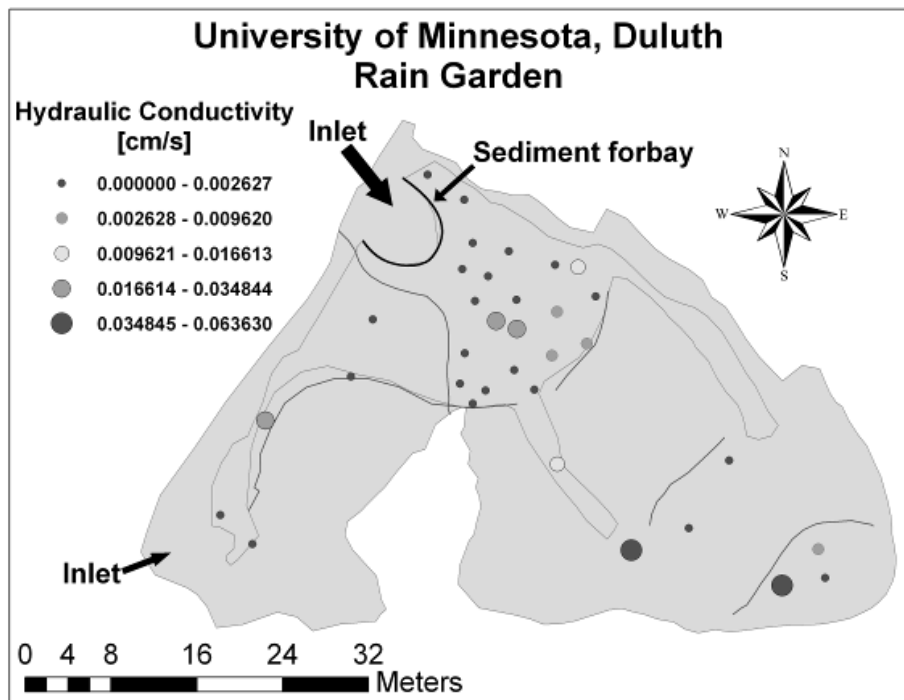 University of Minnesota, Duluth
Rain Garden
Hydraulic Conductivity
[cm/s]
0.000000 - 0.002627
0.002628 - 0.009620
0.009621 - 0.016613
0.016614 - 0.034844
0.034845 - 0.063630
Inlet
Sediment forbay
N
W E
S
Inlet
0 4 8 16 24 32
Meters